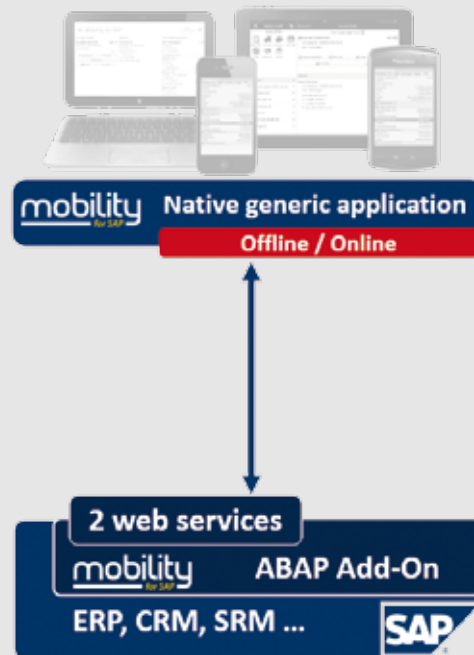 mobility Native generic application
for SAP
Offline / Online
2 web services
mobility ABAP Add-On
for SAP
ERP, CRM, SRM ... SAP